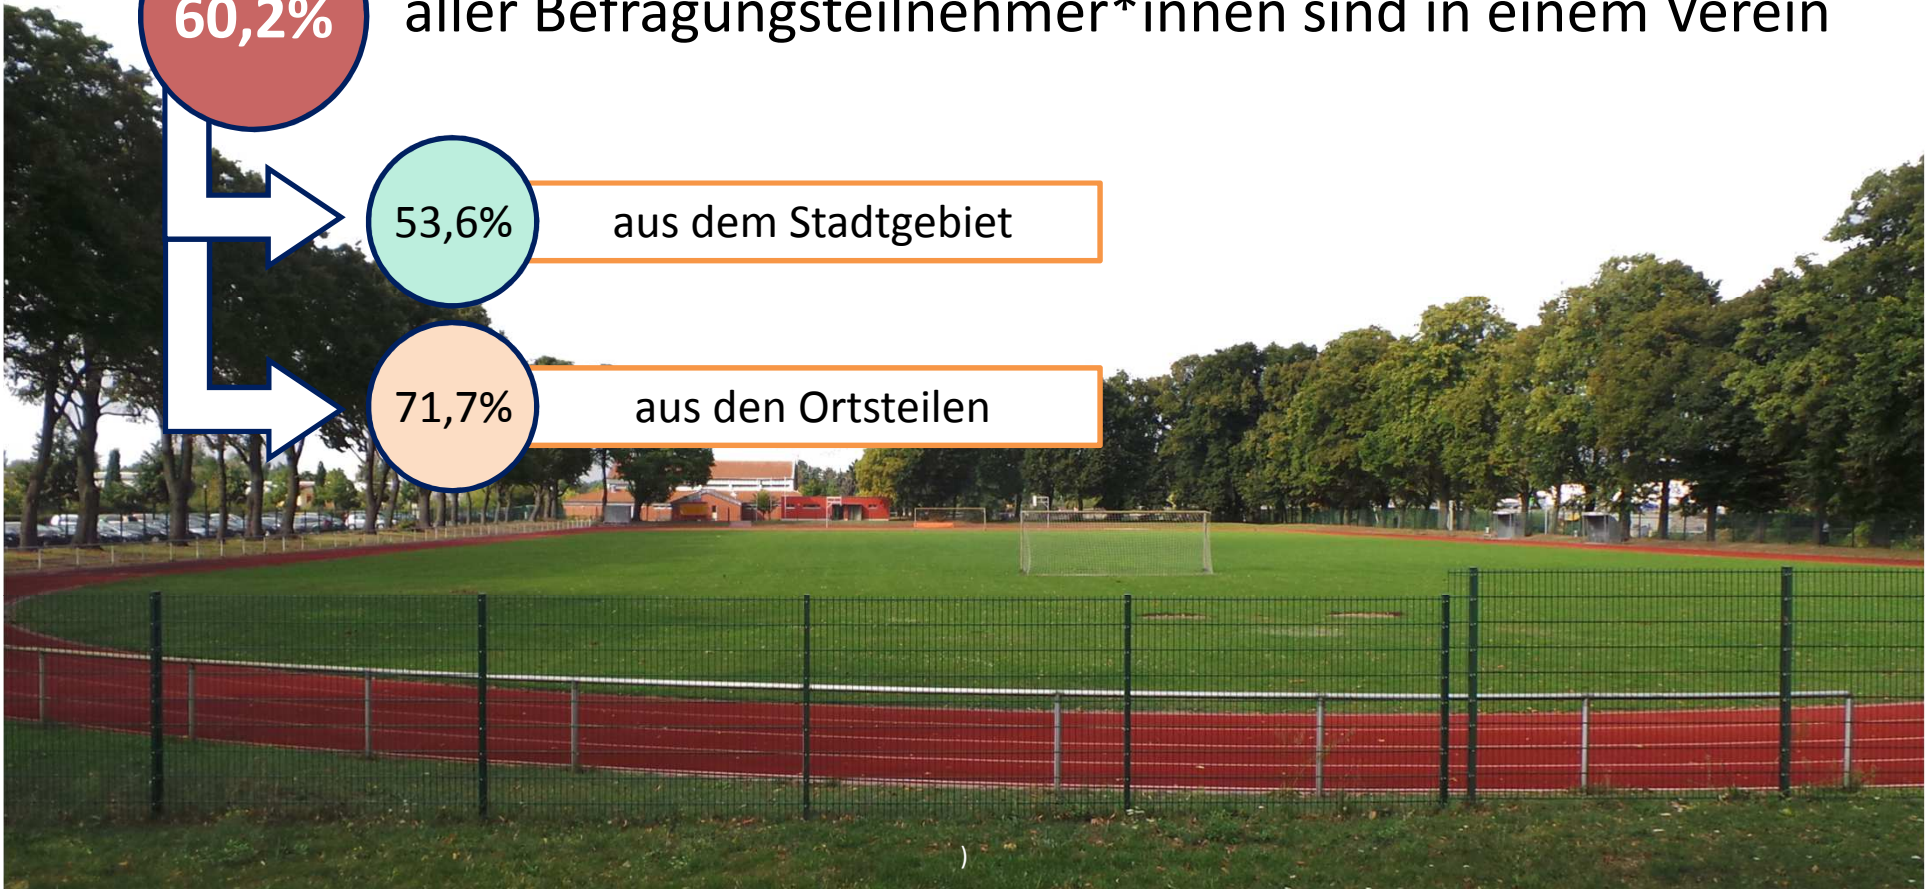 60,2% aller Befragungsteilnehmer*innen sind in einem Verein
53,6% aus dem Stadtgebiet
71,7% aus den Ortsteilen
)